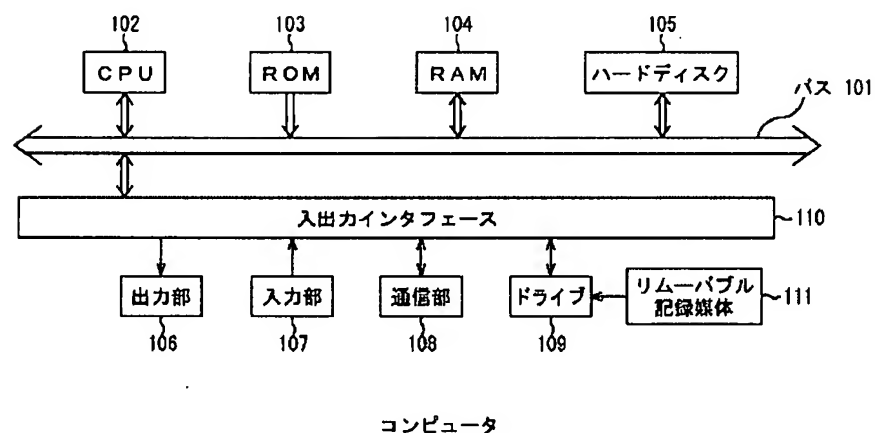 102
103
104
105
CPU
ROM
RAM
ハードディスク
バス 101
入出力インタフェース
110
出力部
入力部
通信部
ドライブ
リムーバブル
記録媒体
111
106
107
108
109
コンピュータ